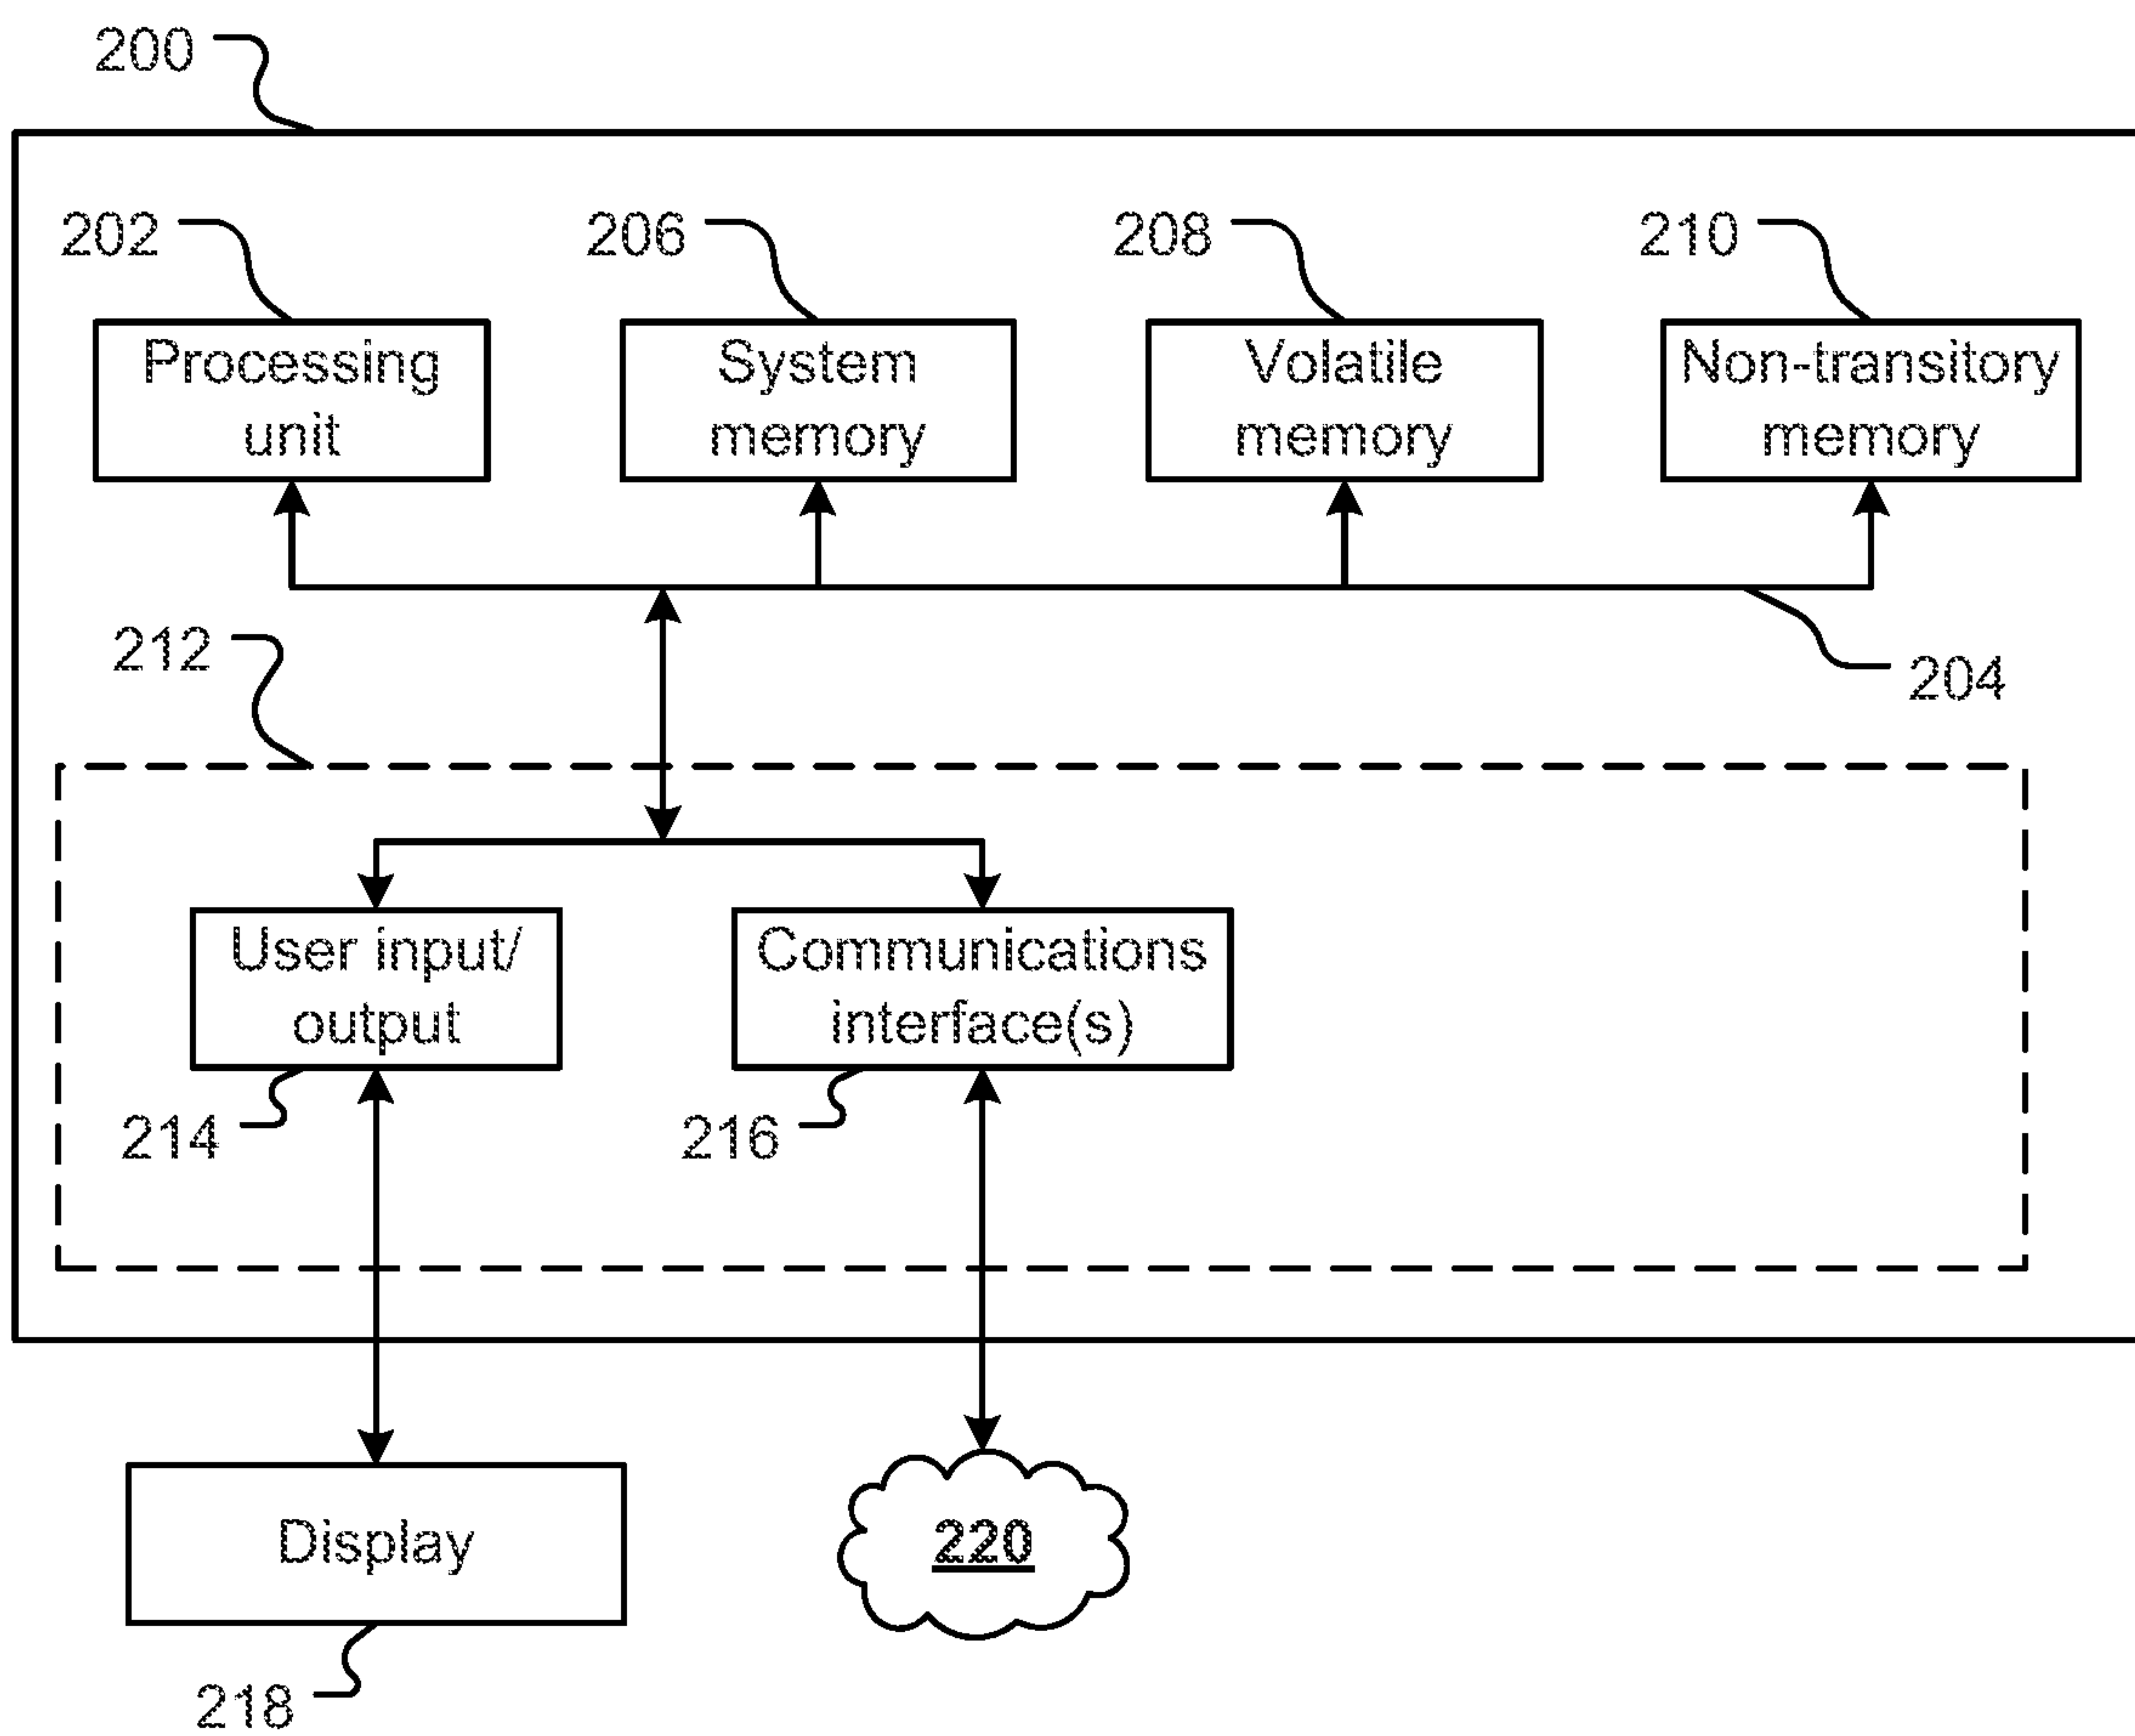 200
202
206
208
210
Processing
unit
System
memory
Volatile
memory
Non-transitory
memory
212
204
User input/
output
Communications
interface(s)
214
216
Display
220
218